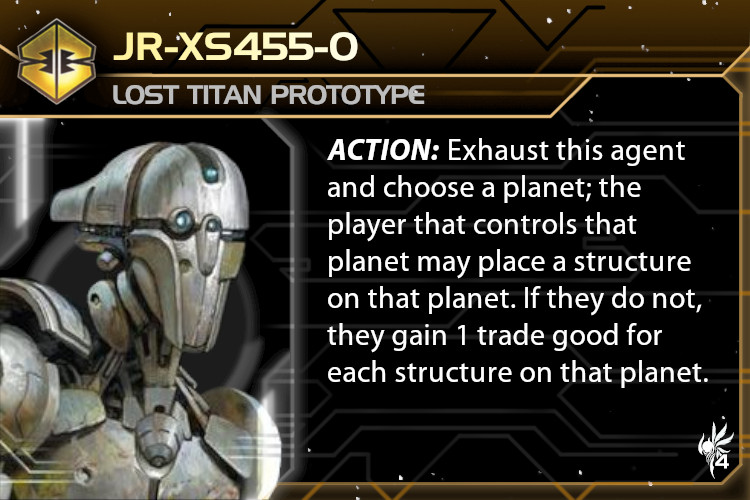 JR-XS455-O
LOST TITAN PROTOTYPE
ACTION: Exhaust this agent
and choose a planet; the
player that controls that
planet may place a structure
on that planet. If they do not,
they gain 1 trade good for
each structure on that planet.
4